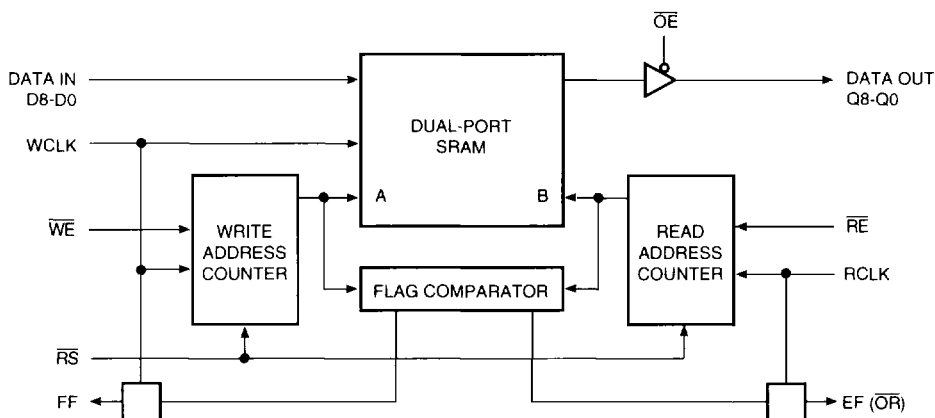 OE
DATA IN
D8-D0
DATA OUT
Q8-Q0
DUAL-PORT
SRAM
WCLK
A
B
WE
WRITE
ADDRESS
COUNTER
READ
ADDRESS
COUNTER
RE
RCLK
FLAG COMPARATOR
RS
FF
EF (OR)